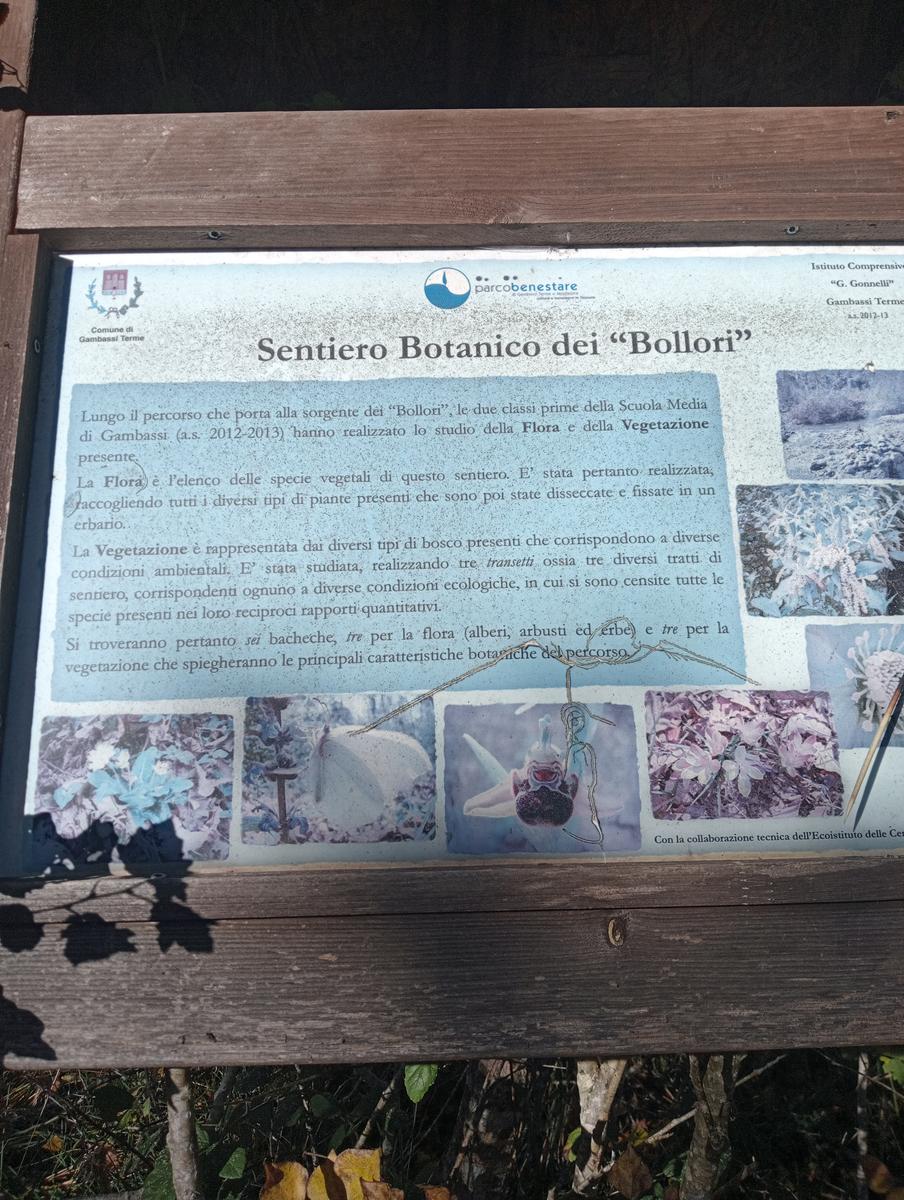 Comune di
Gambassi Terme
parcobenestare
Istituto Comprensivo
“G. Gonnelli”
Gambassi Terme
a.s. 2012-13
Sentiero Botanico dei “Bollori”
Lungo il percorso che porta alla sorgente dei “Bollori”, le due classi prime della Scuola Media
di Gambassi (a.s. 2012-2013) hanno realizzato lo studio della Flora e della Vegetazione
presente.
La Flora è l’elenco delle specie vegetali di questo sentiero. E’ stata pertanto realizzata,
raccogliendo tutti i diversi tipi di piante presenti che sono poi state disseccate e fissate in un
erbario.
La Vegetazione è rappresentata dai diversi tipi di bosco presenti che corrispondono a diverse
condizioni ambientali. E’ stata studiata, realizzando tre transetti ossia tre diversi tratti di
sentiero, corrispondenti ognuno a diverse condizioni ecologiche, in cui si sono censite tutte le
specie presenti nei loro reciproci rapporti quantitativi.
Si troveranno pertanto sei bacheche, tre per la flora (alberi, arbusti ed erbe) e tre per la
vegetazione che spiegheranno le principali caratteristiche botaniche del percorso.
Con la collaborazione tecnica dell’Ecoistituto delle Cer